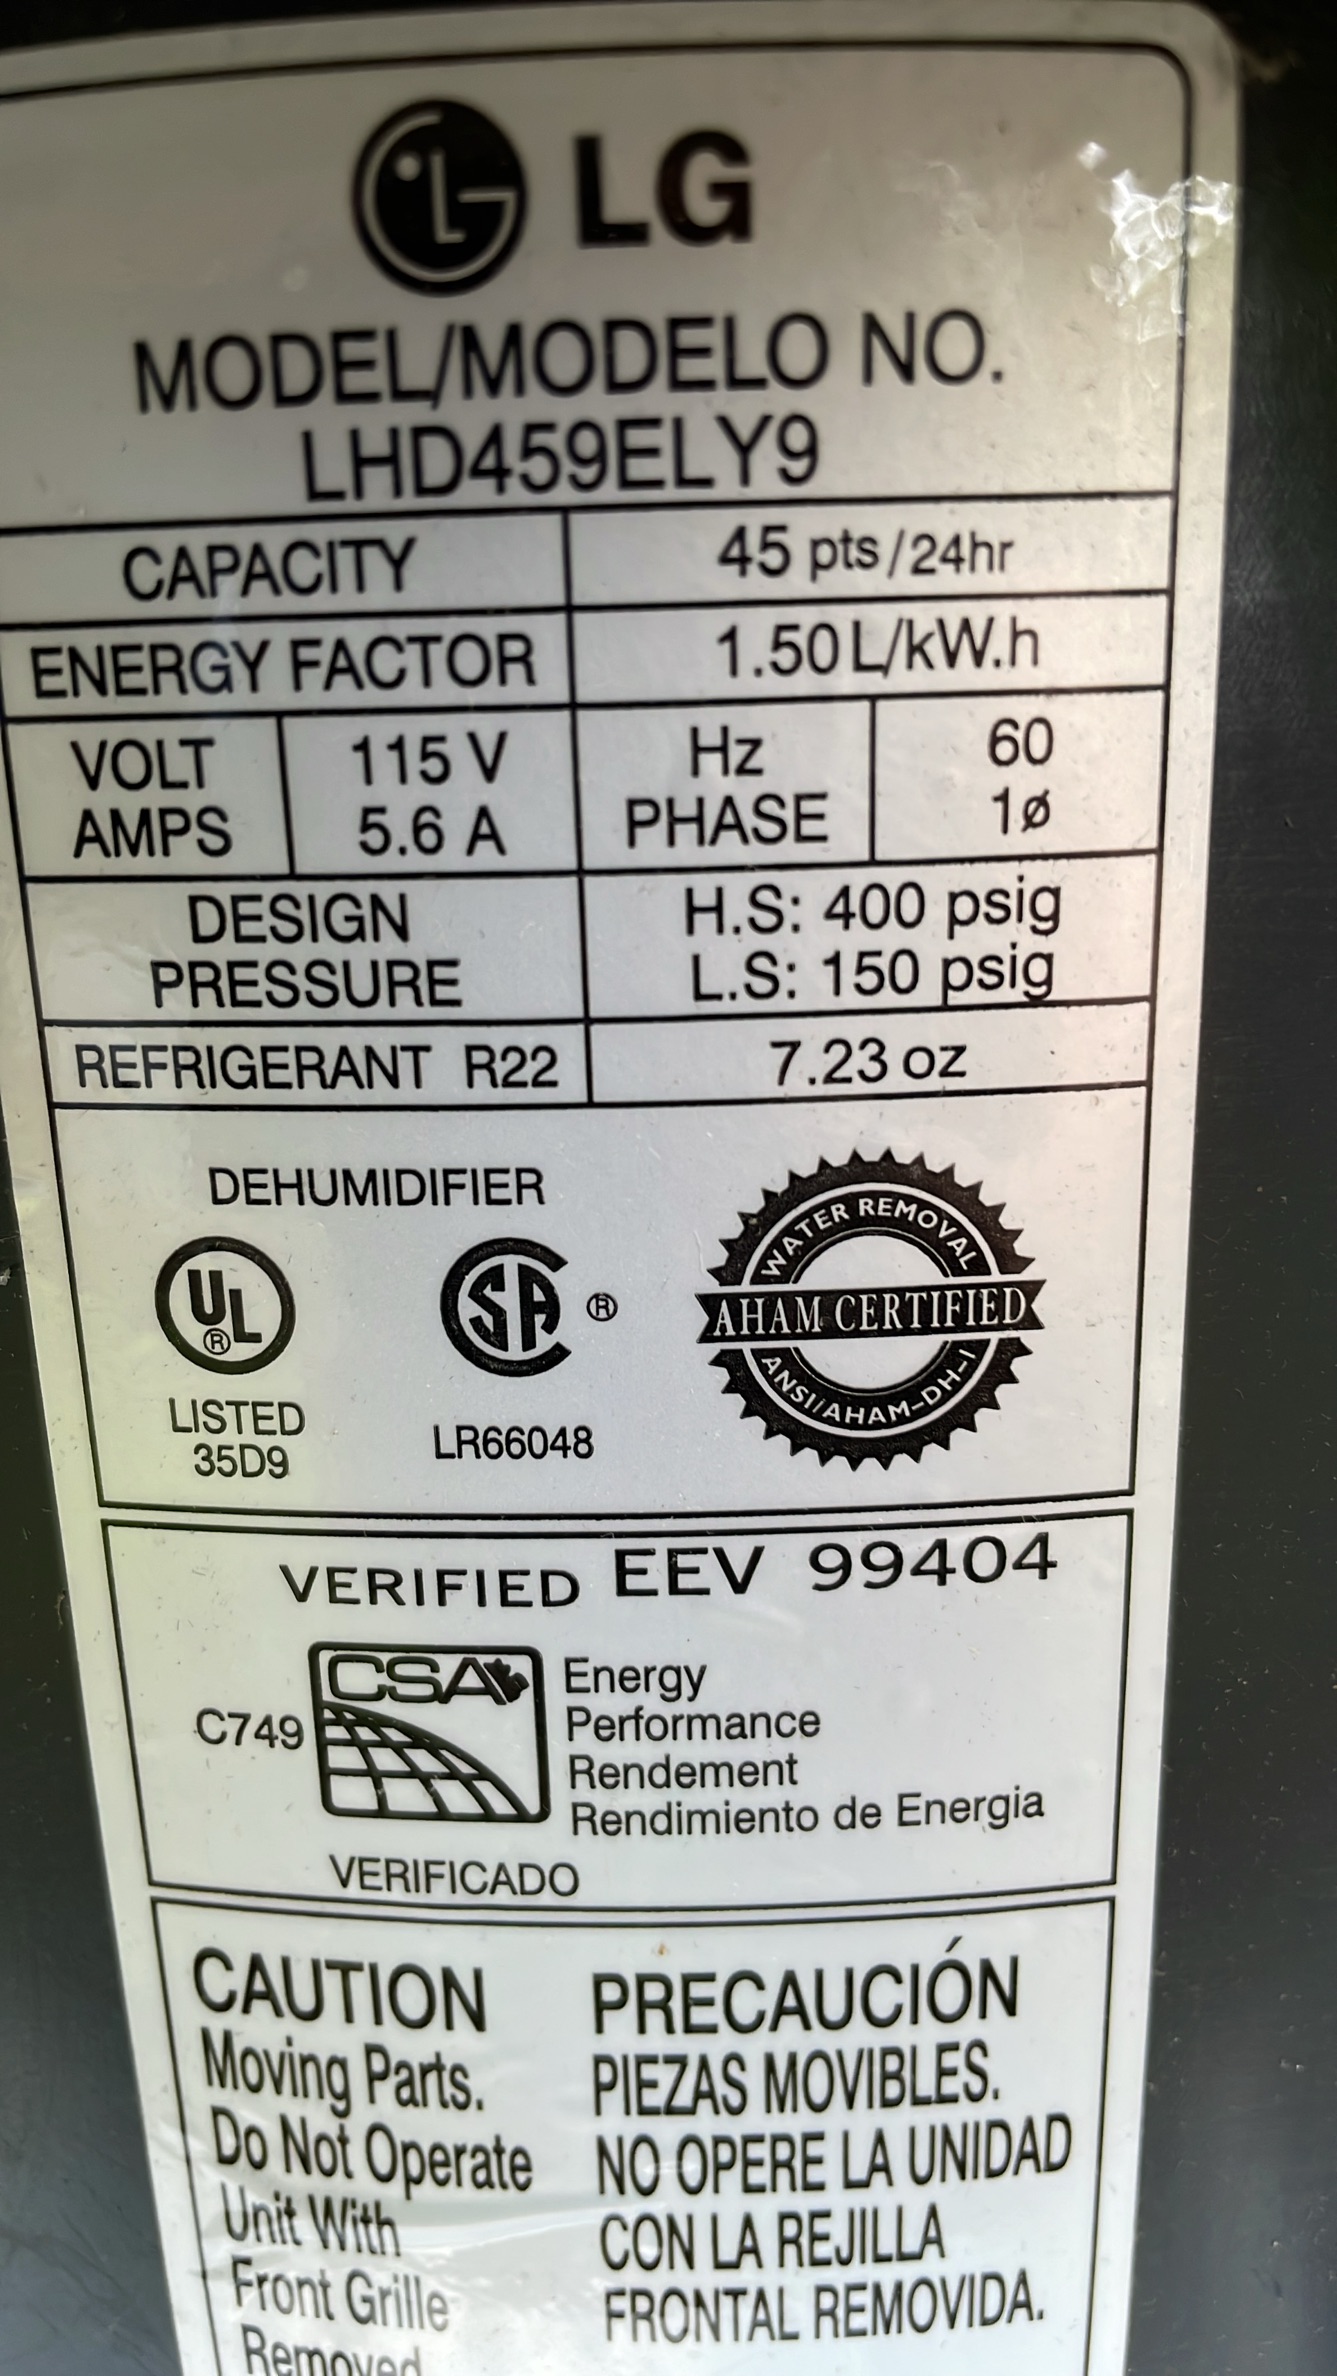 LG
MODEL/MODELO NO.
LHD459ELY9
CAPACITY 45 pts/24hr
ENERGY FACTOR 1.50 L/kW.h
VOLT 115 V Hz 60
AMPS 5.6 A PHASE 1ø
DESIGN PRESSURE H.S: 400 psig
L.S: 150 psig
REFRIGERANT R22 7.23 oz
DEHUMIDIFIER
UL ®
LISTED
35D9
SA ®
LR66048
WATER REMOVAL
AHAM CERTIFIED
ANSI/AHAM-DH-1
VERIFIED EEV 99404
C749
CSA
Energy
Performance
Rendement
Rendimiento de Energia
VERIFICADO
CAUTION
Moving Parts.
Do Not Operate
Unit With
Front Grille
Removed
PRECAUCIÓN
PIEZAS MOVIBLES.
NO OPERE LA UNIDAD
CON LA REJILLA
FRONTAL REMOVIDA.